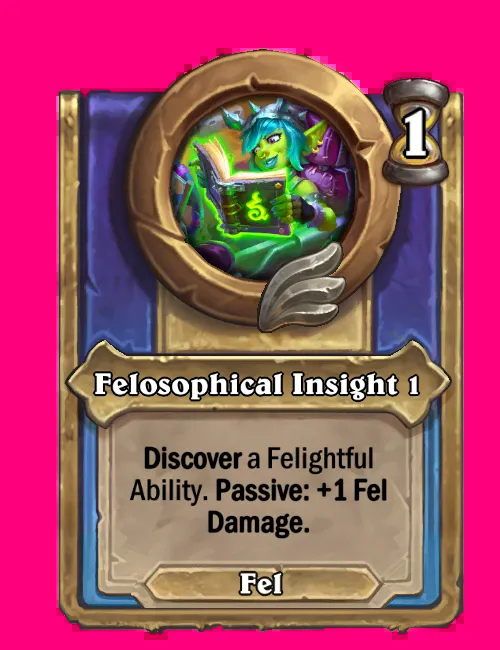 1
Felosophical Insight 1
Discover a Felightful
Ability. Passive: +1 Fel
Damage.
Fel